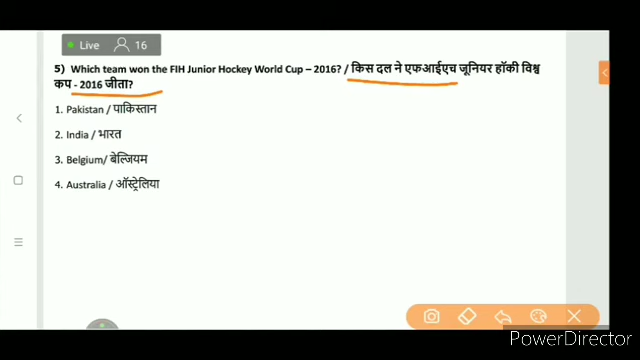 Live 16
5) Which team won the FIH Junior Hockey World Cup – 2016? / किस दल ने एफआईएच जूनियर हॉकी विश्व
कप - 2016 जीता?
1. Pakistan / पाकिस्तान
2. India / भारत
3. Belgium/ बेल्जियम
4. Australia / ऑस्ट्रेलिया
PowerDirector